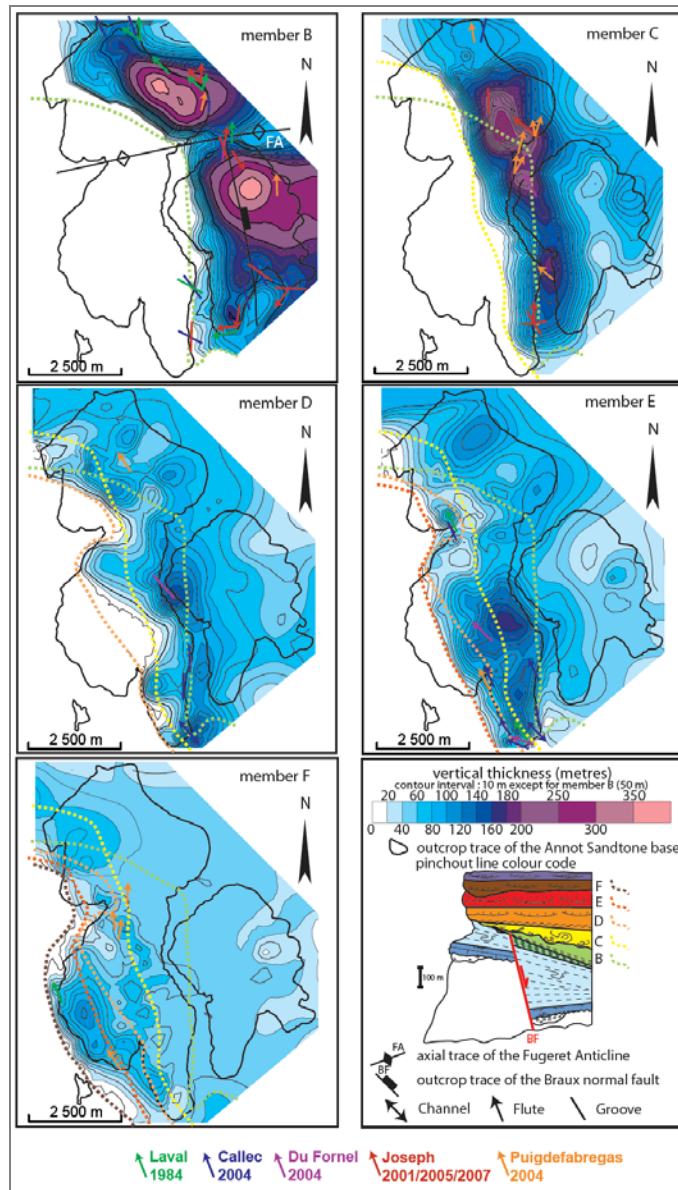 member B
N
FA
2 500 m
member C
N
2 500 m
member D
N
2 500 m
member E
N
2 500 m
member F
N
2 500 m
vertical thickness (metres)
contour interval : 10 m except for member B (50 m)
20 60 100 140 180 250 350
0 40 80 120 160 200 300
outcrop trace of the Annot Sandtone base
pinchout line colour code
F
E
D
C
B
100 m
BF
FA
axial trace of the Fugeret Anticline
BF
outcrop trace of the Braux normal fault
Channel Flute Groove
Laval 1984
Callec 2004
Du Fornel 2004
Joseph 2001/2005/2007
Puigdefabregas 2004